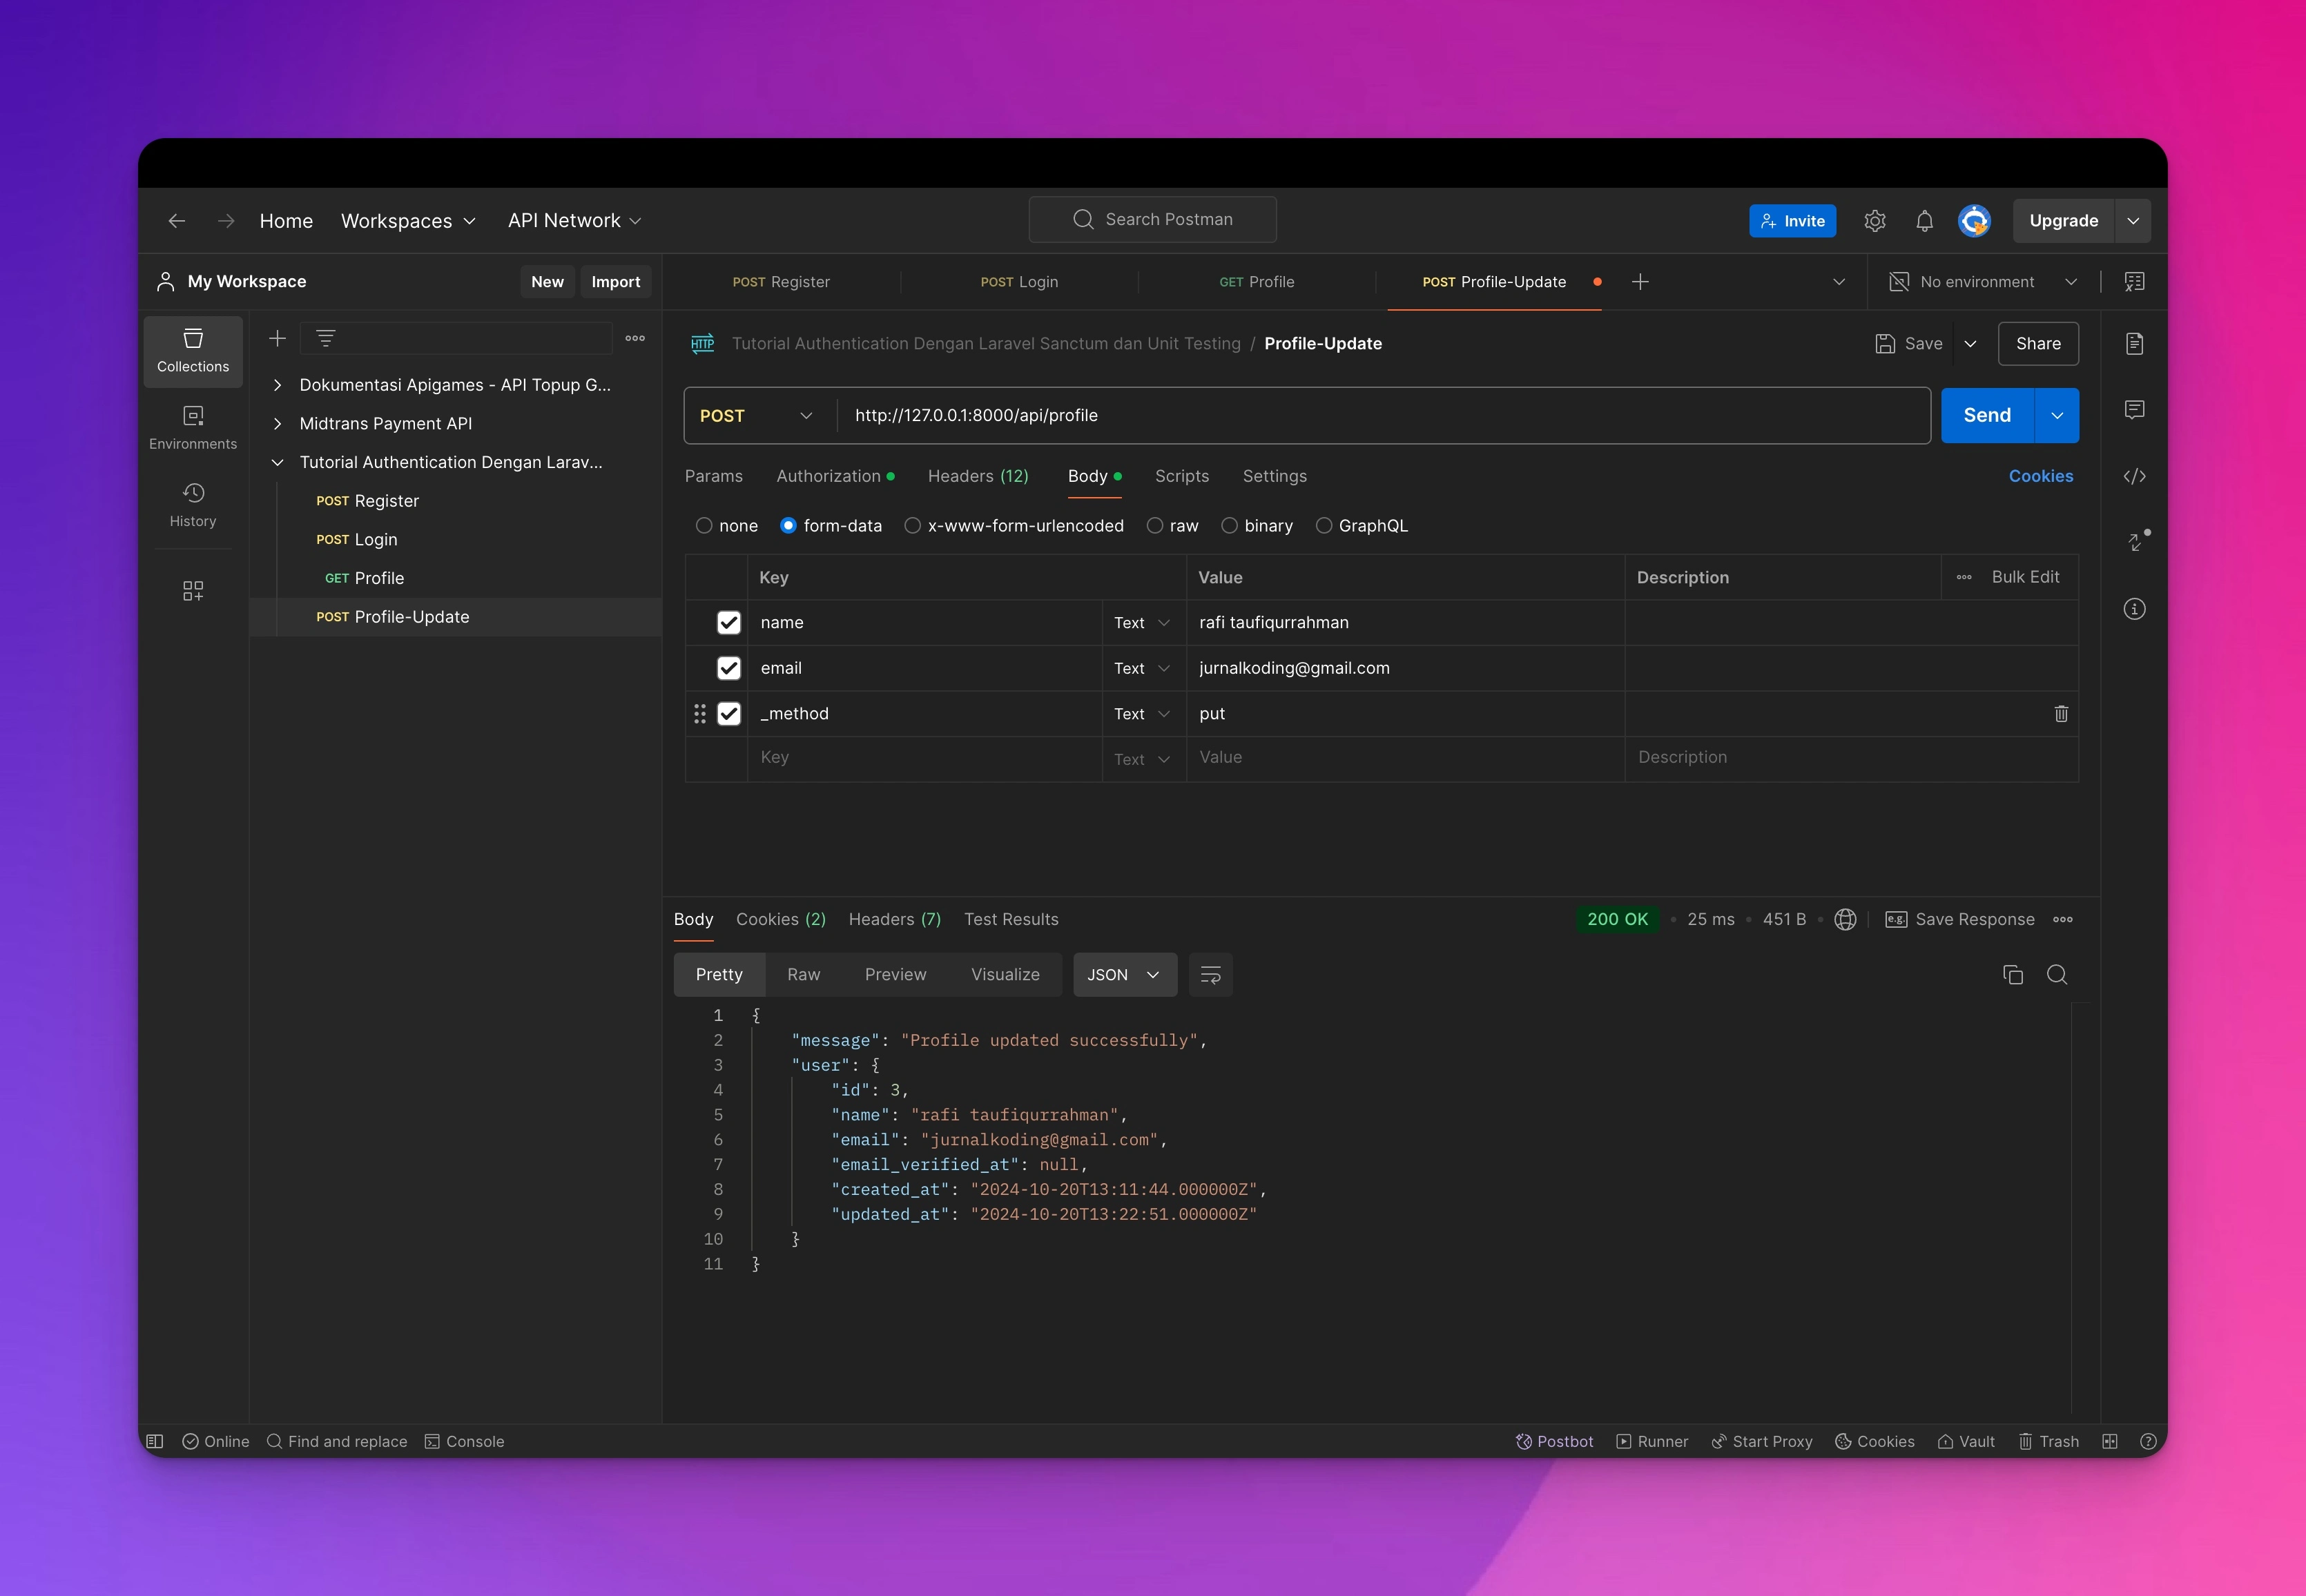 Home Workspaces API Network Search Postman Invite Upgrade
My Workspace New Import POST Register POST Login GET Profile POST Profile-Update No environment
Collections
Environments
History
Dokumentasi Apigames - API Topup G...
Midtrans Payment API
Tutorial Authentication Dengan Larav...
POST Register
POST Login
GET Profile
POST Profile-Update
HTTP Tutorial Authentication Dengan Laravel Sanctum dan Unit Testing / Profile-Update Save Share
POST http://127.0.0.1:8000/api/profile Send
Params Authorization Headers (12) Body Scripts Settings Cookies
none form-data x-www-form-urlencoded raw binary GraphQL
Key Value Description Bulk Edit
name Text rafi taufiqurrahman
email Text jurnalkoding@gmail.com
_method Text put
Key Text Value Description
Body Cookies (2) Headers (7) Test Results 200 OK • 25 ms • 451 B • e.g. Save Response
Pretty Raw Preview Visualize JSON
1 {
2 "message": "Profile updated successfully",
3 "user": {
4 "id": 3,
5 "name": "rafi taufiqurrahman",
6 "email": "jurnalkoding@gmail.com",
7 "email_verified_at": null,
8 "created_at": "2024-10-20T13:11:44.000000Z",
9 "updated_at": "2024-10-20T13:22:51.000000Z"
10 }
11 }
Online Find and replace Console Postbot Runner Start Proxy Cookies Vault Trash